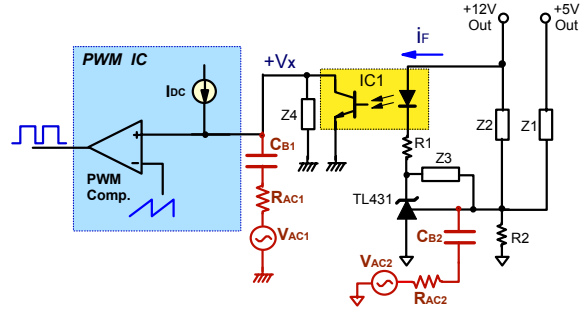 +12V
Out
+5V
Out
PWM IC
iF
+Vx
IC1
IDC
Z4
Z2
Z1
+
−
CB1
R1
Z3
PWM
Comp.
RAC1
TL431
CB2
R2
VAC1
VAC2
RAC2